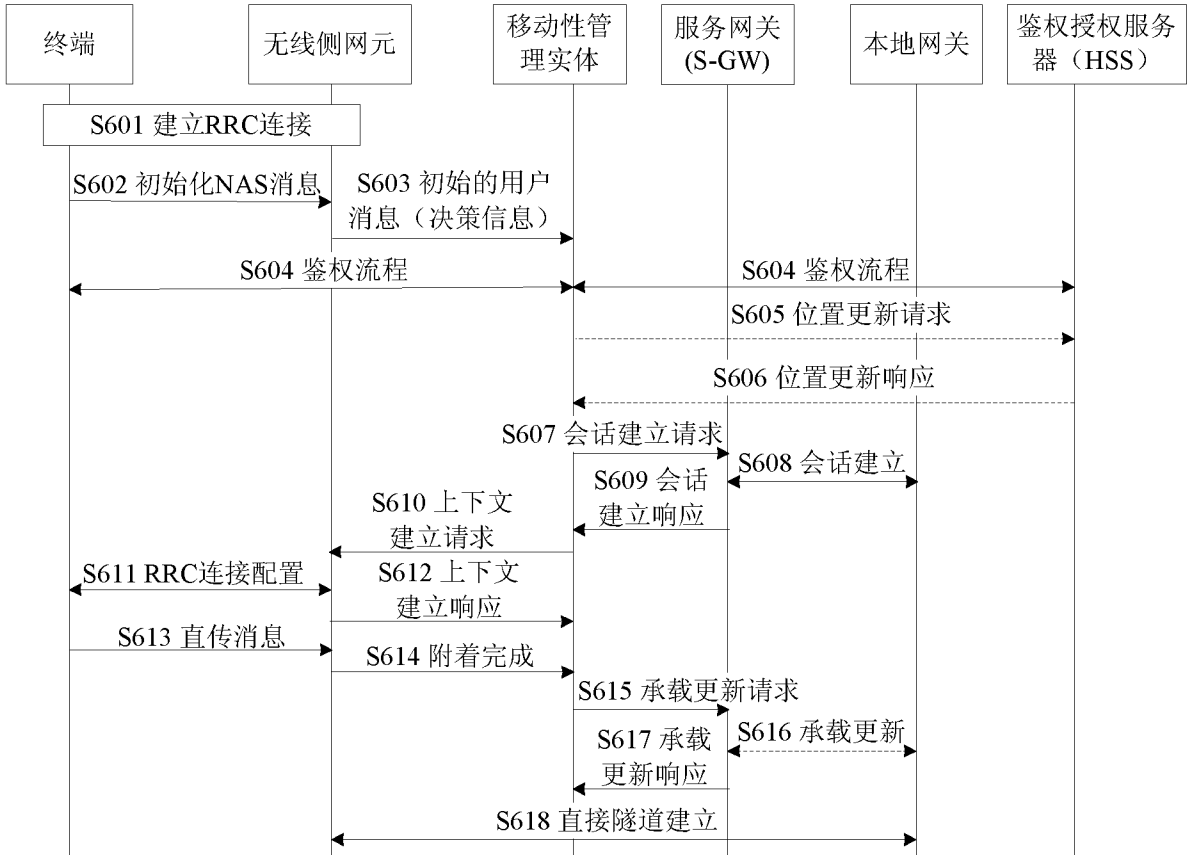 终端
无线侧网元
移动性管
理实体
服务网关
(S-GW)
本地网关
鉴权授权服务
器（HSS）
S601 建立RRC连接
S602 初始化NAS消息
S603 初始的用户
消息（决策信息）
S604 鉴权流程
S604 鉴权流程
S605 位置更新请求
S606 位置更新响应
S607 会话建立请求
S608 会话建立
S609 会话
建立响应
S610 上下文
建立请求
S611 RRC连接配置
S612 上下文
建立响应
S613 直传消息
S614 附着完成
S615 承载更新请求
S616 承载更新
S617 承载
更新响应
S618 直接隧道建立